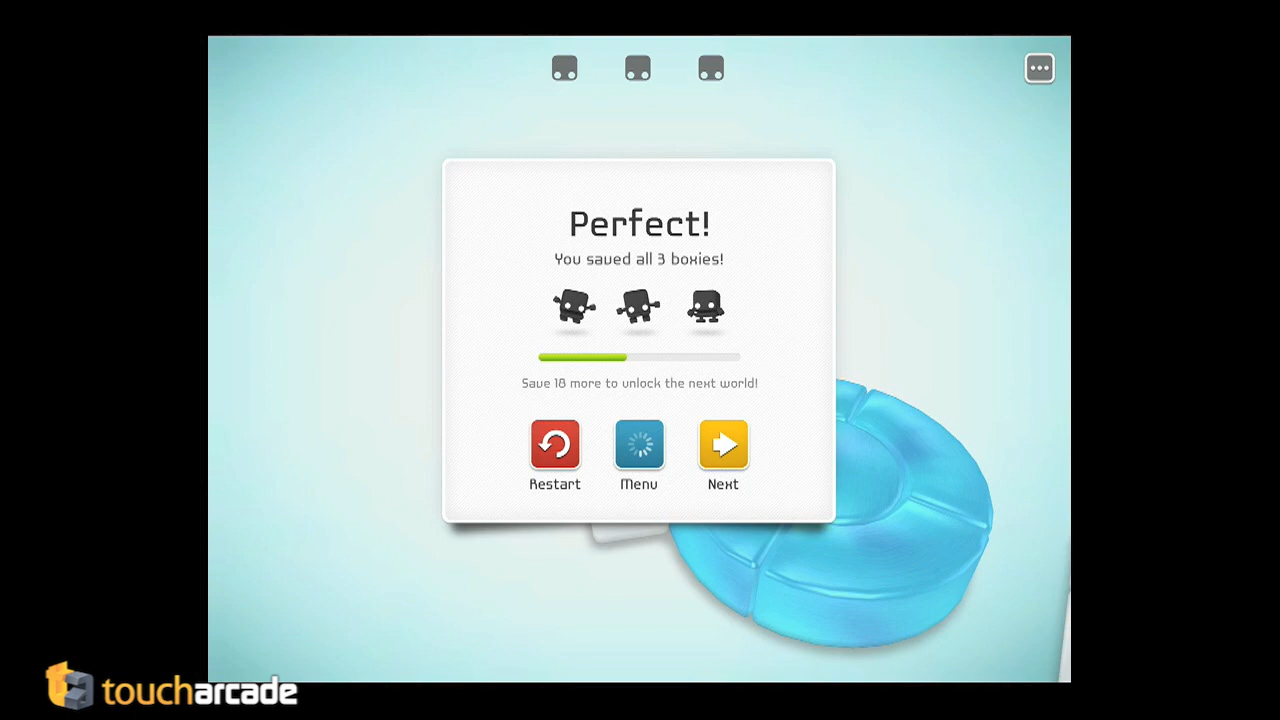 Perfect!
You saved all 3 boxies!
Save 18 more to unlock the next world!
Restart
Menu
Next
toucharcade